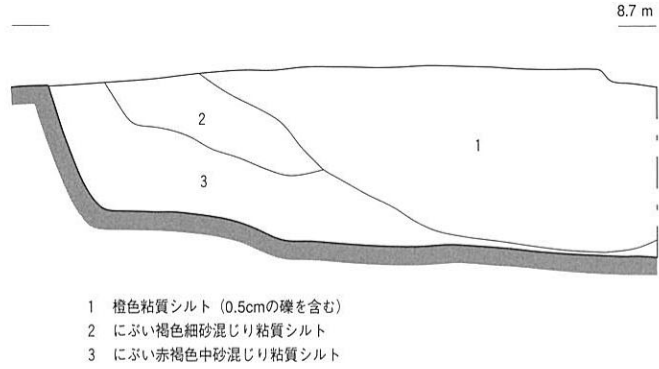 8.7 m
2
1
3
1 橙色粘質シルト（0.5cmの礫を含む）
2 にぶい褐色細砂混じり粘質シルト
3 にぶい赤褐色中砂混じり粘質シルト